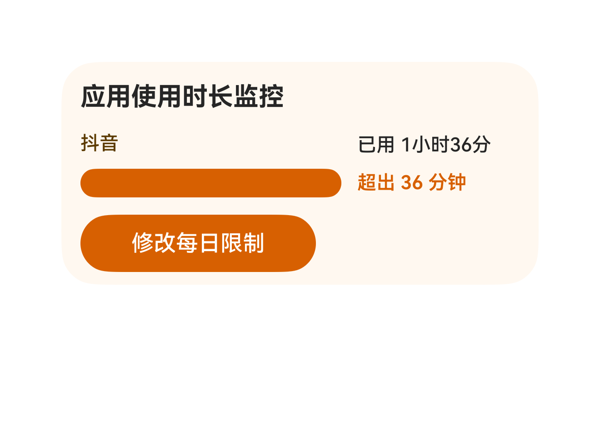 应用使用时长监控
抖音
已用 1小时36分
超出 36 分钟
修改每日限制